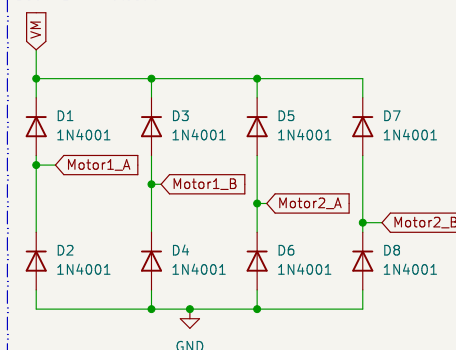 VM
D1
1N4001
D3
1N4001
D5
1N4001
D7
1N4001
Motor1_A
Motor1_B
Motor2_A
Motor2_B
D2
1N4001
D4
1N4001
D6
1N4001
D8
1N4001
GND